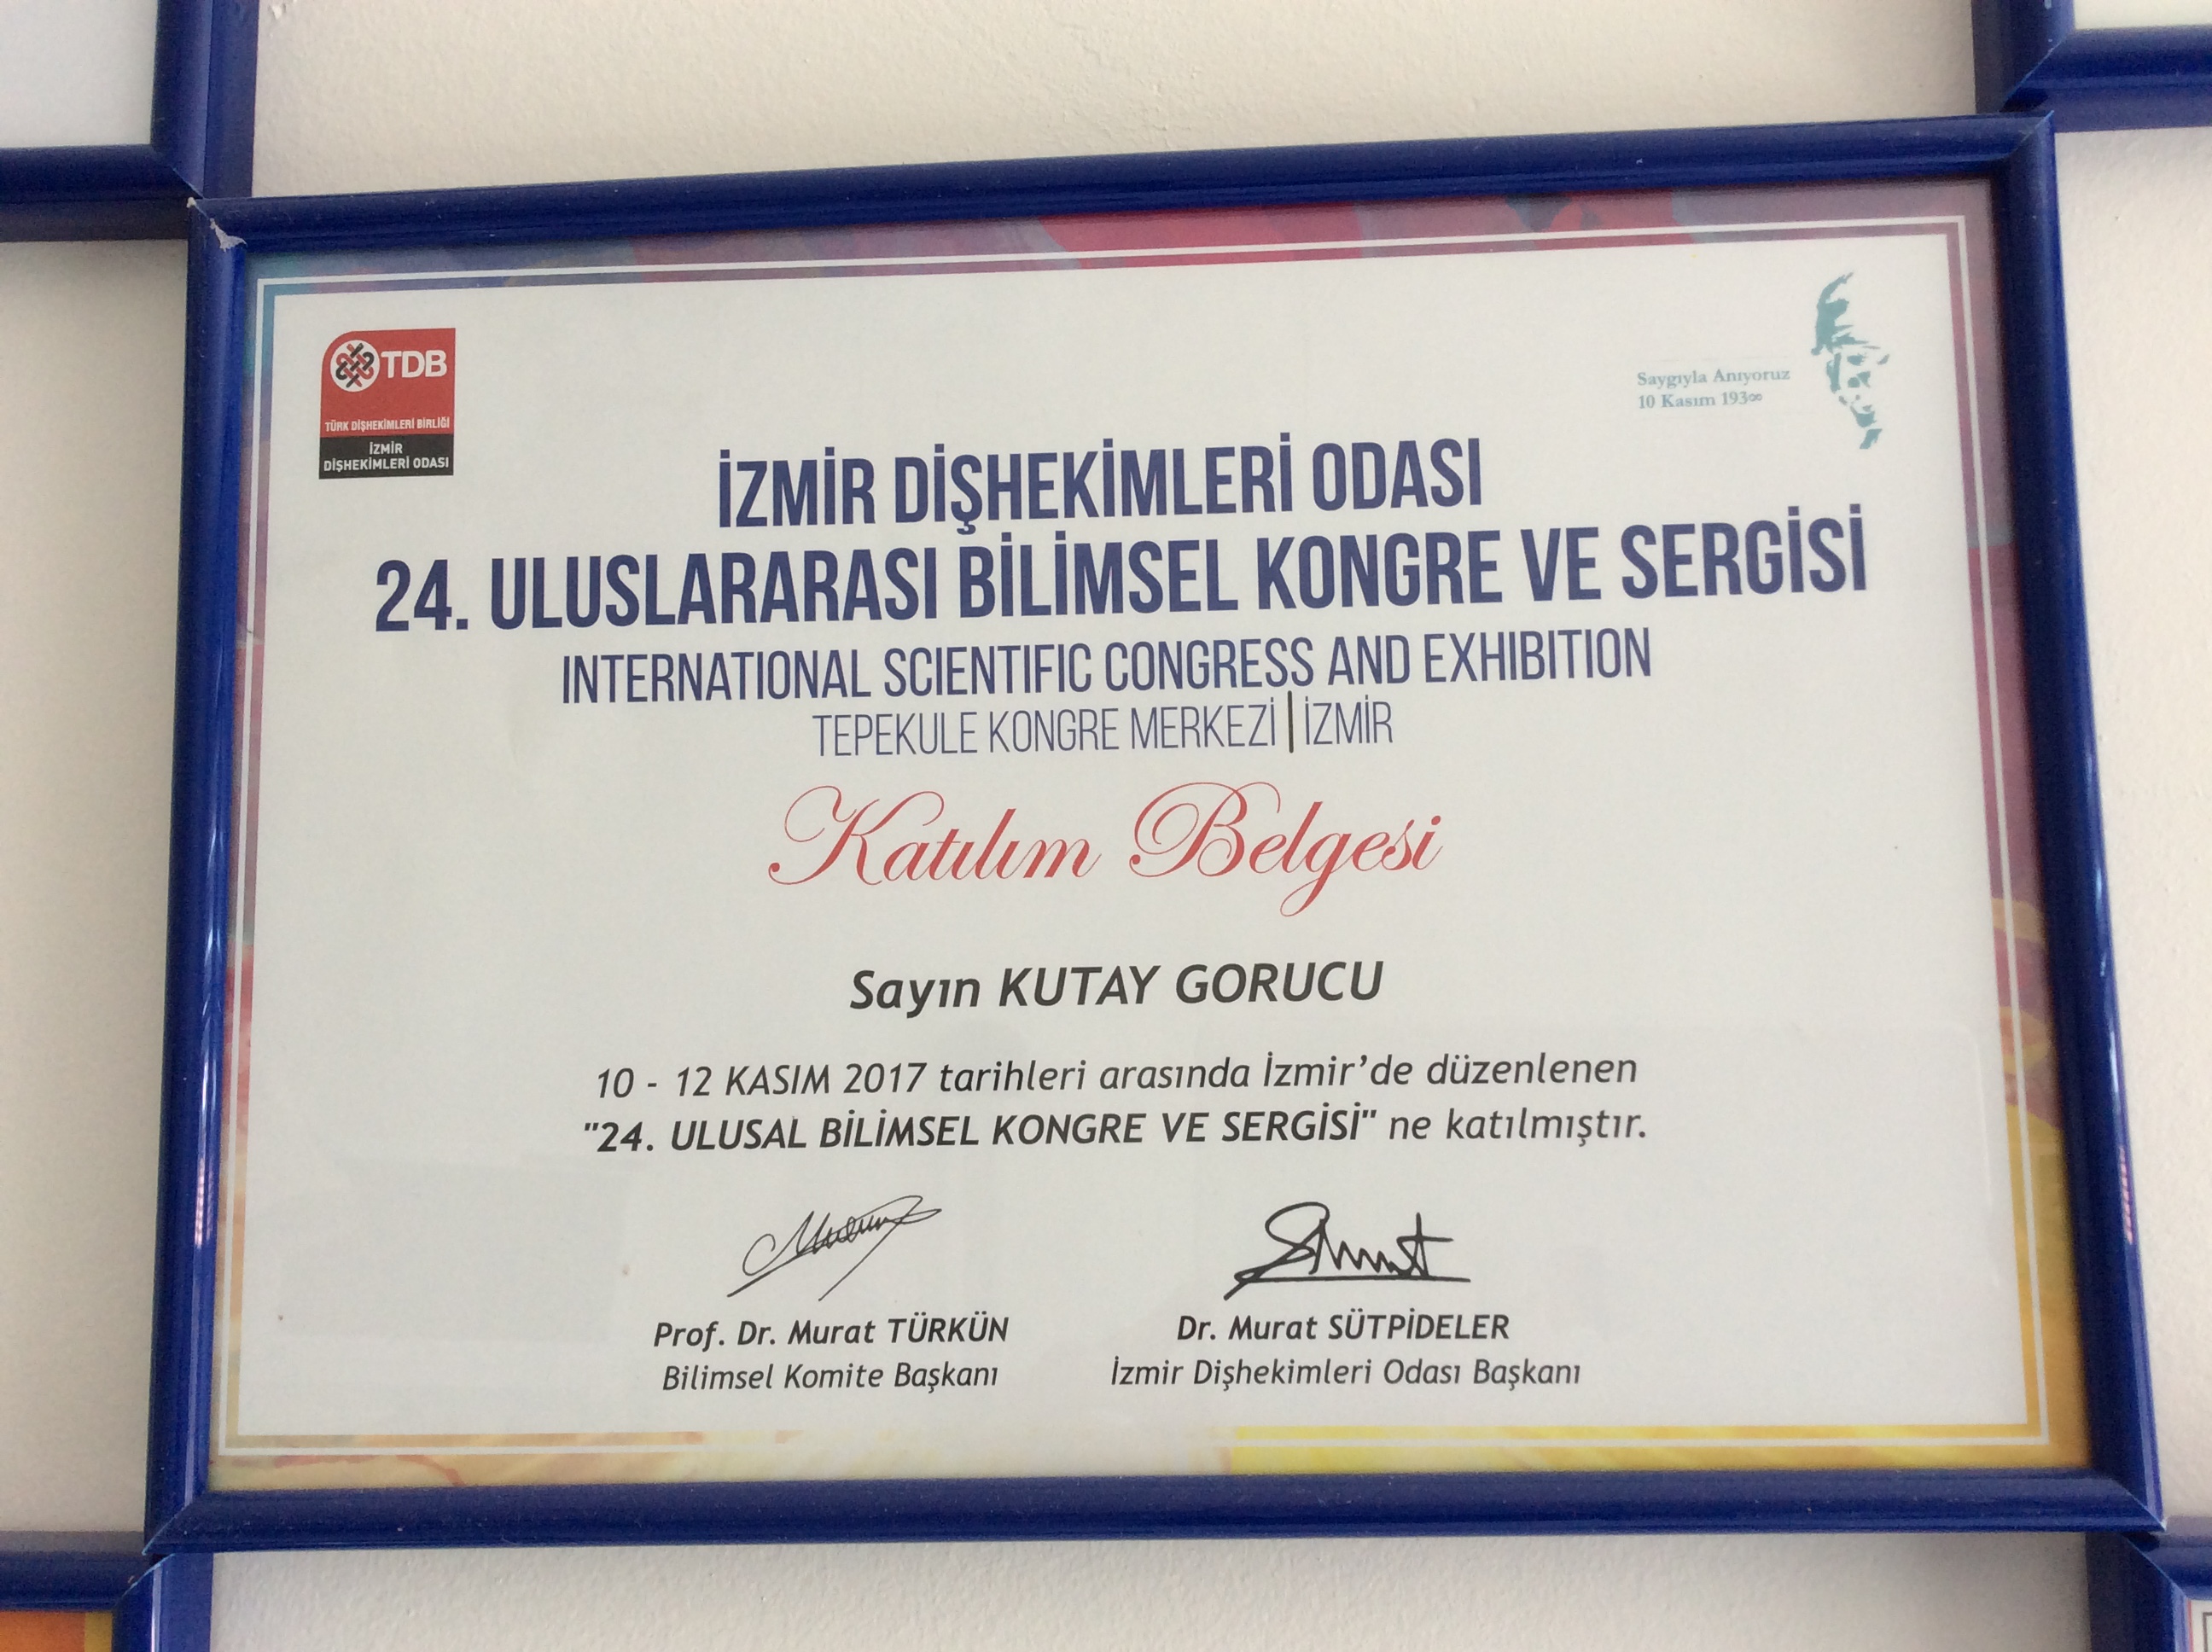 TDB
TÜRK DİŞHEKİMLERİ BİRLİĞİ
İZMİR
DİŞHEKİMLERİ ODASI
Saygıyla Anıyoruz
10 Kasım 193∞
İZMİR DİŞHEKİMLERİ ODASI
24. ULUSLARARASI BİLİMSEL KONGRE VE SERGİSİ
INTERNATIONAL SCIENTIFIC CONGRESS AND EXHIBITION
TEPEKULE KONGRE MERKEZİ | İZMİR
Katılım Belgesi
Sayın KUTAY GORUCU
10 - 12 KASIM 2017 tarihleri arasında İzmir’de düzenlenen
"24. ULUSAL BİLİMSEL KONGRE VE SERGİSİ" ne katılmıştır.
Prof. Dr. Murat TÜRKÜN
Bilimsel Komite Başkanı
Dr. Murat SÜTPİDELER
İzmir Dişhekimleri Odası Başkanı